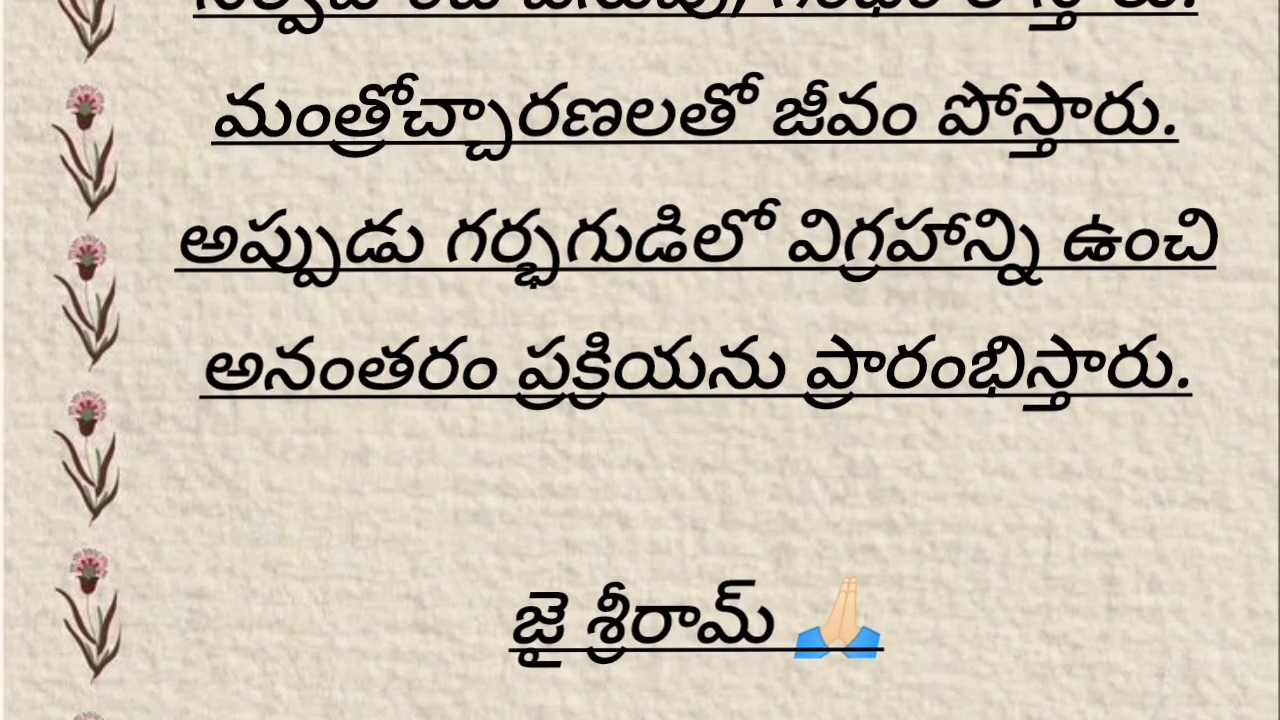 మంత్రోచ్చారణలతో జీవం పోస్తారు.
అప్పుడు గర్భగుడిలో విగ్రహాన్ని ఉంచి
అనంతరం ప్రక్రియను ప్రారంభిస్తారు.
జై శ్రీరామ్ 🙏🏻